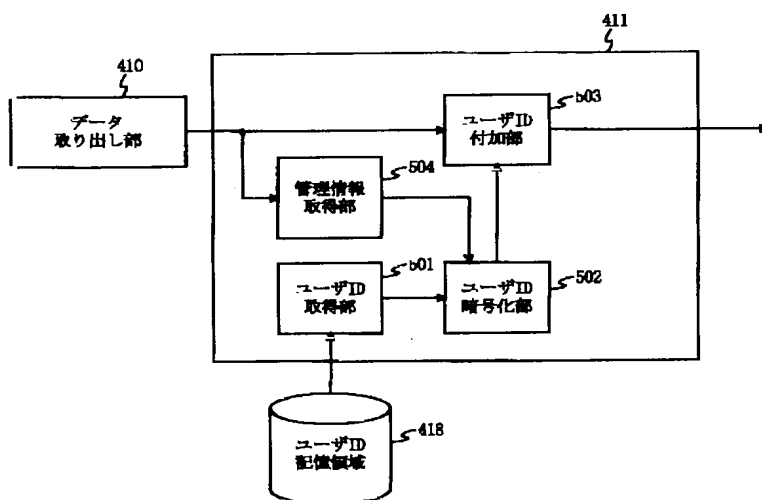 411
410
データ
取り出し部
503
ユーザID
付加部
504
管理情報
取得部
501
ユーザID
取得部
502
ユーザID
暗号化部
418
ユーザID
記憶領域